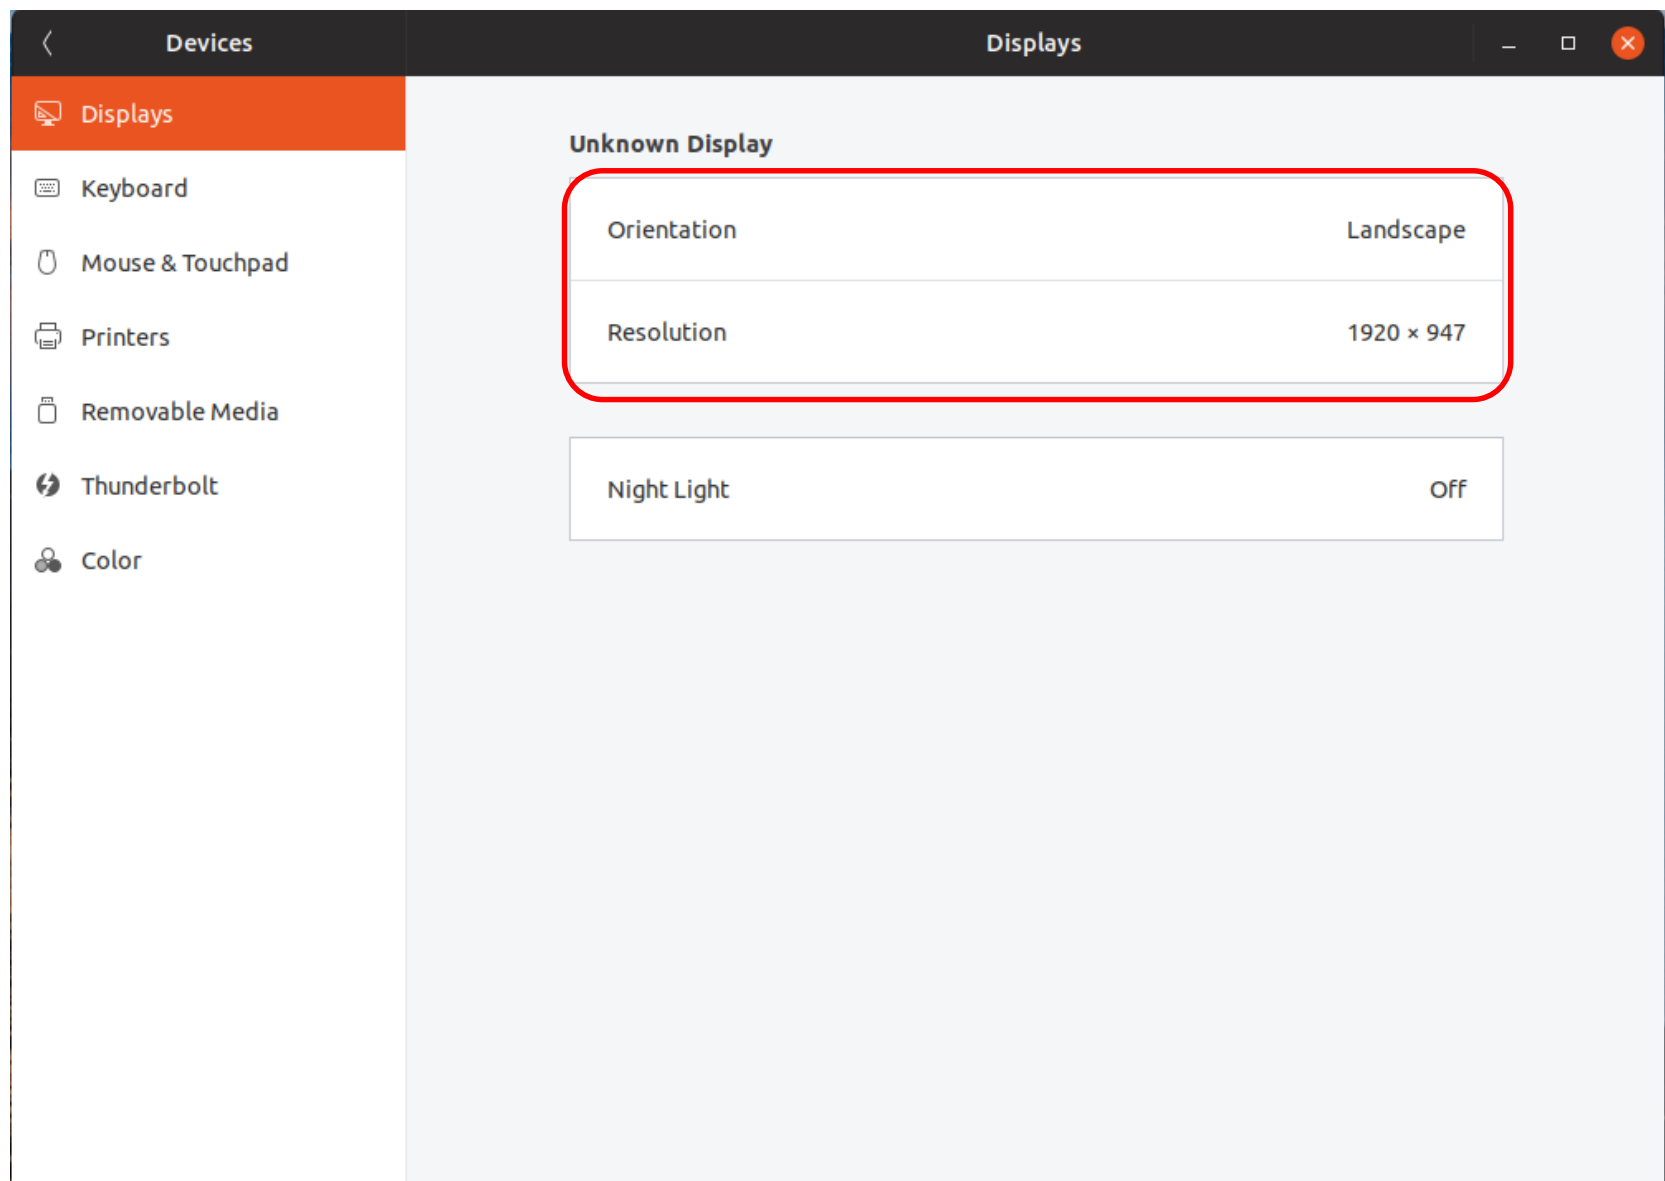 Devices
Displays
Displays
Keyboard
Mouse & Touchpad
Printers
Removable Media
Thunderbolt
Color
Unknown Display
Orientation Landscape
Resolution 1920 × 947
Night Light Off